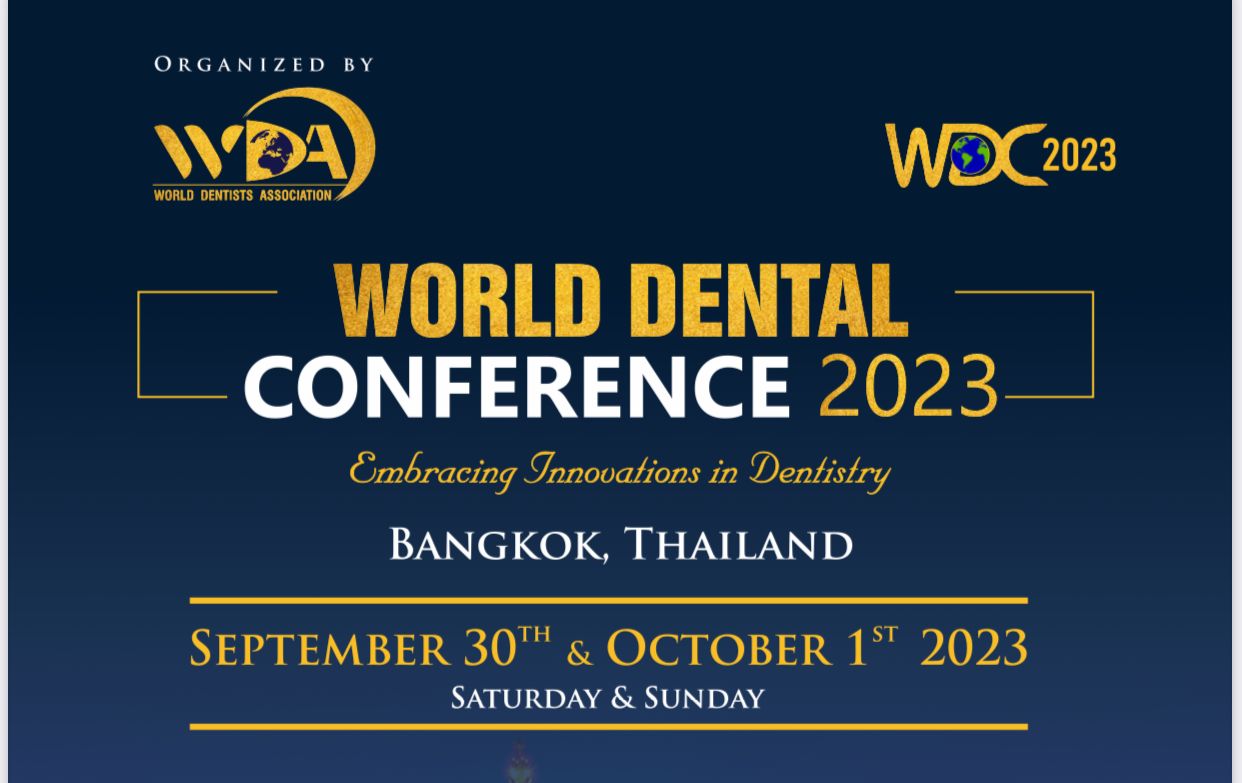 ORGANIZED BY
WDA
WORLD DENTISTS ASSOCIATION
WDC 2023
WORLD DENTAL
CONFERENCE 2023
Embracing Innovations in Dentistry
BANGKOK, THAILAND
SEPTEMBER 30TH & OCTOBER 1ST 2023
SATURDAY & SUNDAY